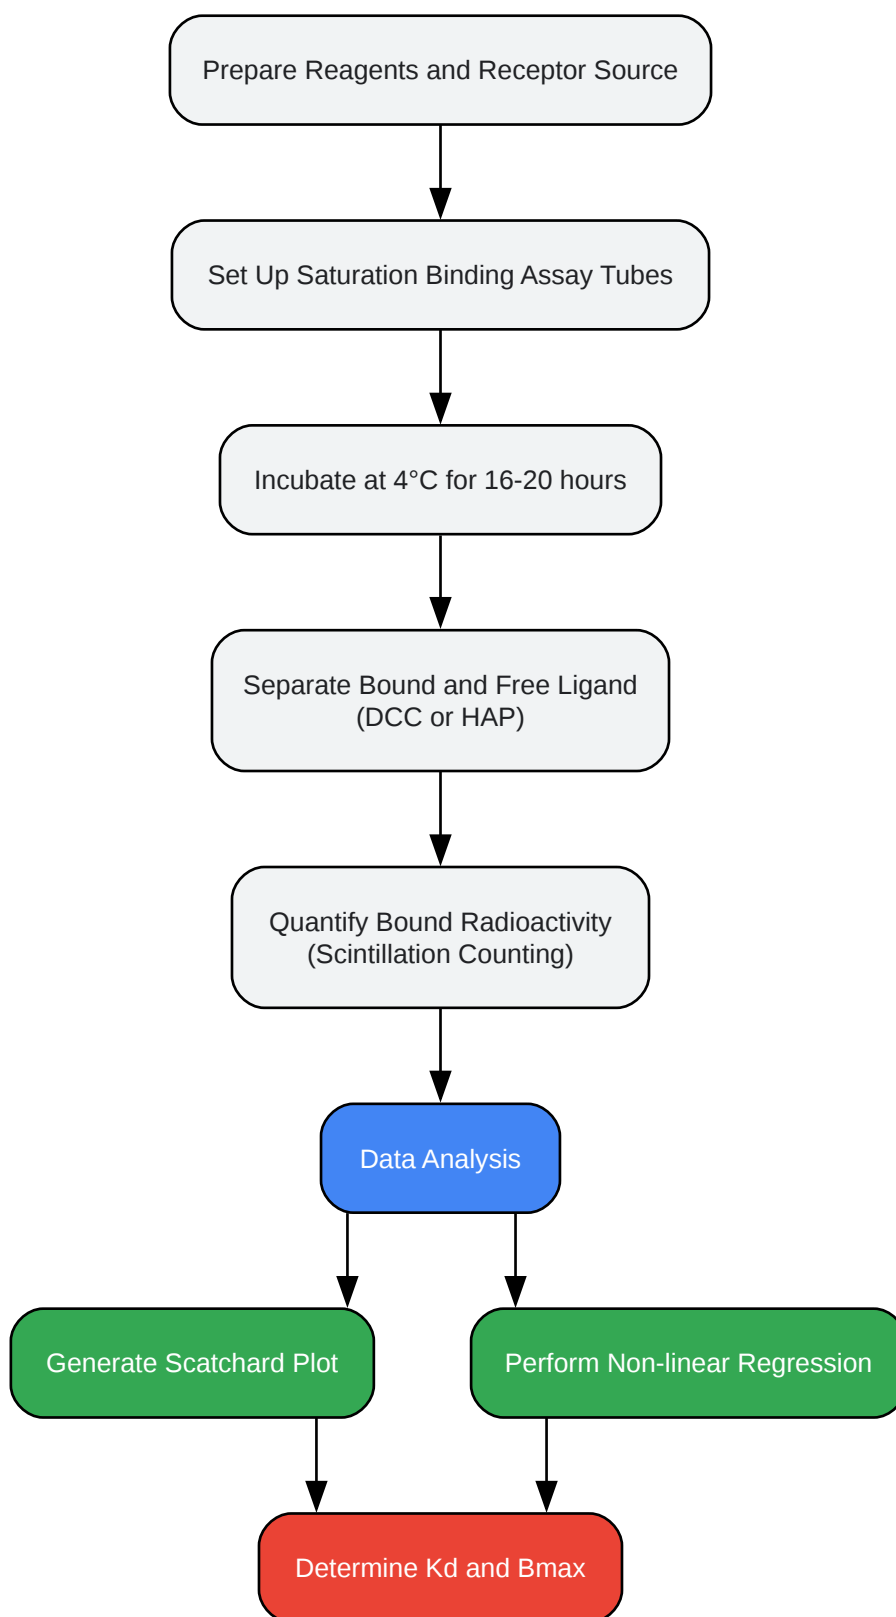 Prepare Reagents and Receptor Source
Set Up Saturation Binding Assay Tubes
Incubate at 4°C for 16-20 hours
Separate Bound and Free Ligand
(DCC or HAP)
Quantify Bound Radioactivity
(Scintillation Counting)
Data Analysis
Generate Scatchard Plot
Perform Non-linear Regression
Determine Kd and Bmax